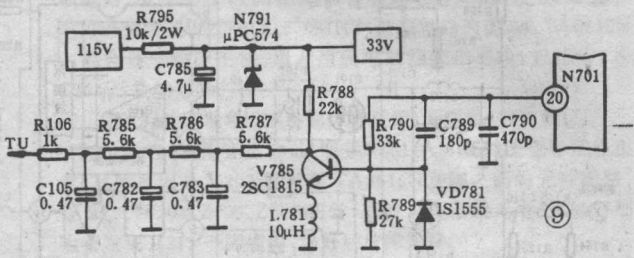 R795
10k/2W
N791
μPC574
115V
33V
C785
4.7μ
R788
22k
N701
20
R106
1k
R785
5.6k
R786
5.6k
R787
5.6k
R790
33k
C789
180p
C790
470p
TU
V785
2SC1815
C105
0.47
C782
0.47
C783
0.47
L781
10μH
R789
27k
VD781
1S1555
⑨